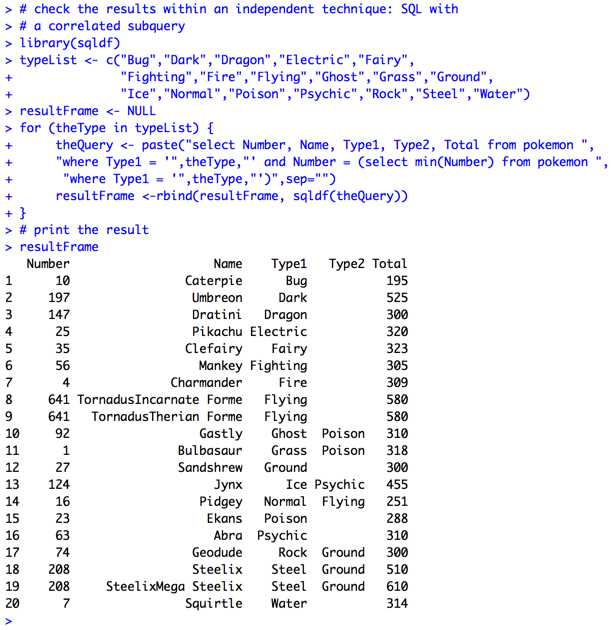 > # check the results within an independent technique: SQL with
> # a correlated subquery
> library(sqldf)
> typeList <- c("Bug","Dark","Dragon","Electric","Fairy",
+               "Fighting","Fire","Flying","Ghost","Grass","Ground",
+               "Ice","Normal","Poison","Psychic","Rock","Steel","Water")
> resultFrame <- NULL
> for (theType in typeList) {
+     theQuery <- paste("select Number, Name, Type1, Type2, Total from pokemon ",
+     "where Type1 = '",theType,"' and Number = (select min(Number) from pokemon ",
+      "where Type1 = '",theType,"')",sep="")
+     resultFrame <-rbind(resultFrame, sqldf(theQuery))
+ }
> # print the result
> resultFrame
   Number                   Name    Type1   Type2 Total
1      10               Caterpie      Bug           195
2     197                Umbreon     Dark           525
3     147                Dratini   Dragon           300
4      25                Pikachu Electric           320
5      35               Clefairy    Fairy           323
6      56                 Mankey Fighting           305
7       4             Charmander     Fire           309
8     641 TornadusIncarnate Forme   Flying           580
9     641   TornadusTherian Forme   Flying           580
10     92                 Gastly    Ghost  Poison   310
11      1              Bulbasaur    Grass  Poison   318
12     27              Sandshrew   Ground           300
13    124                   Jynx      Ice Psychic   455
14     16                 Pidgey   Normal  Flying   251
15     23                  Ekans   Poison           288
16     63                   Abra  Psychic           310
17     74                Geodude     Rock  Ground   300
18    208                Steelix    Steel  Ground   510
19    208    SteelixMega Steelix    Steel  Ground   610
20      7               Squirtle    Water           314
>